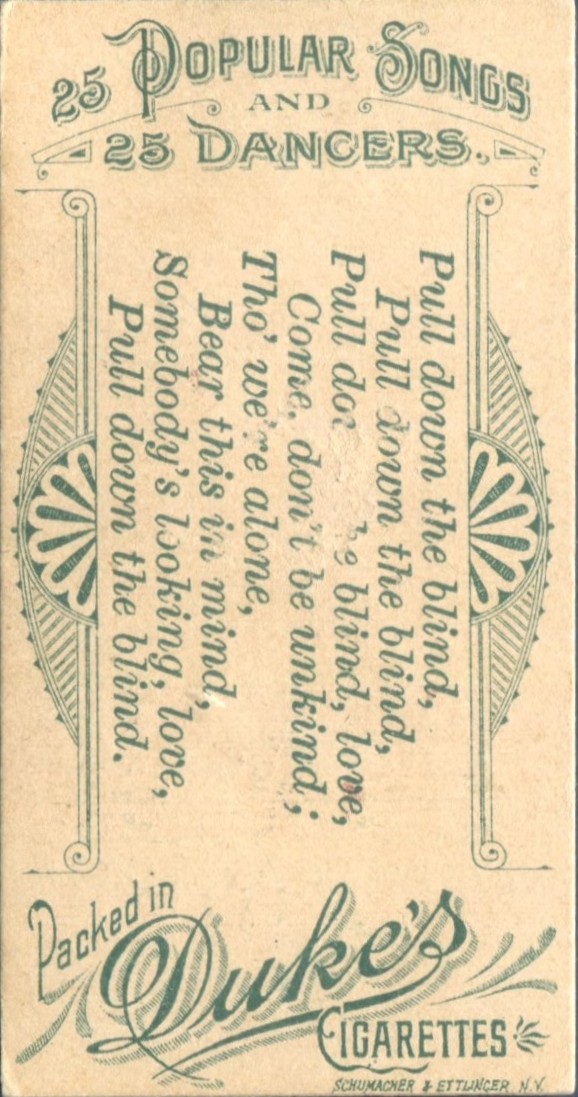 25 POPULAR SONGS
AND
25 DANCERS.
Pull down the blind,
Pull down the blind,
Pull blind, love,
Come, don't be unkind;
Tho' we're alone,
Bear this in mind,
Somebody's looking, love,
Pull down the blind.
Packed in
Duke's
CIGARETTES
SCHUMACHER & ETTLINGER, N.Y.